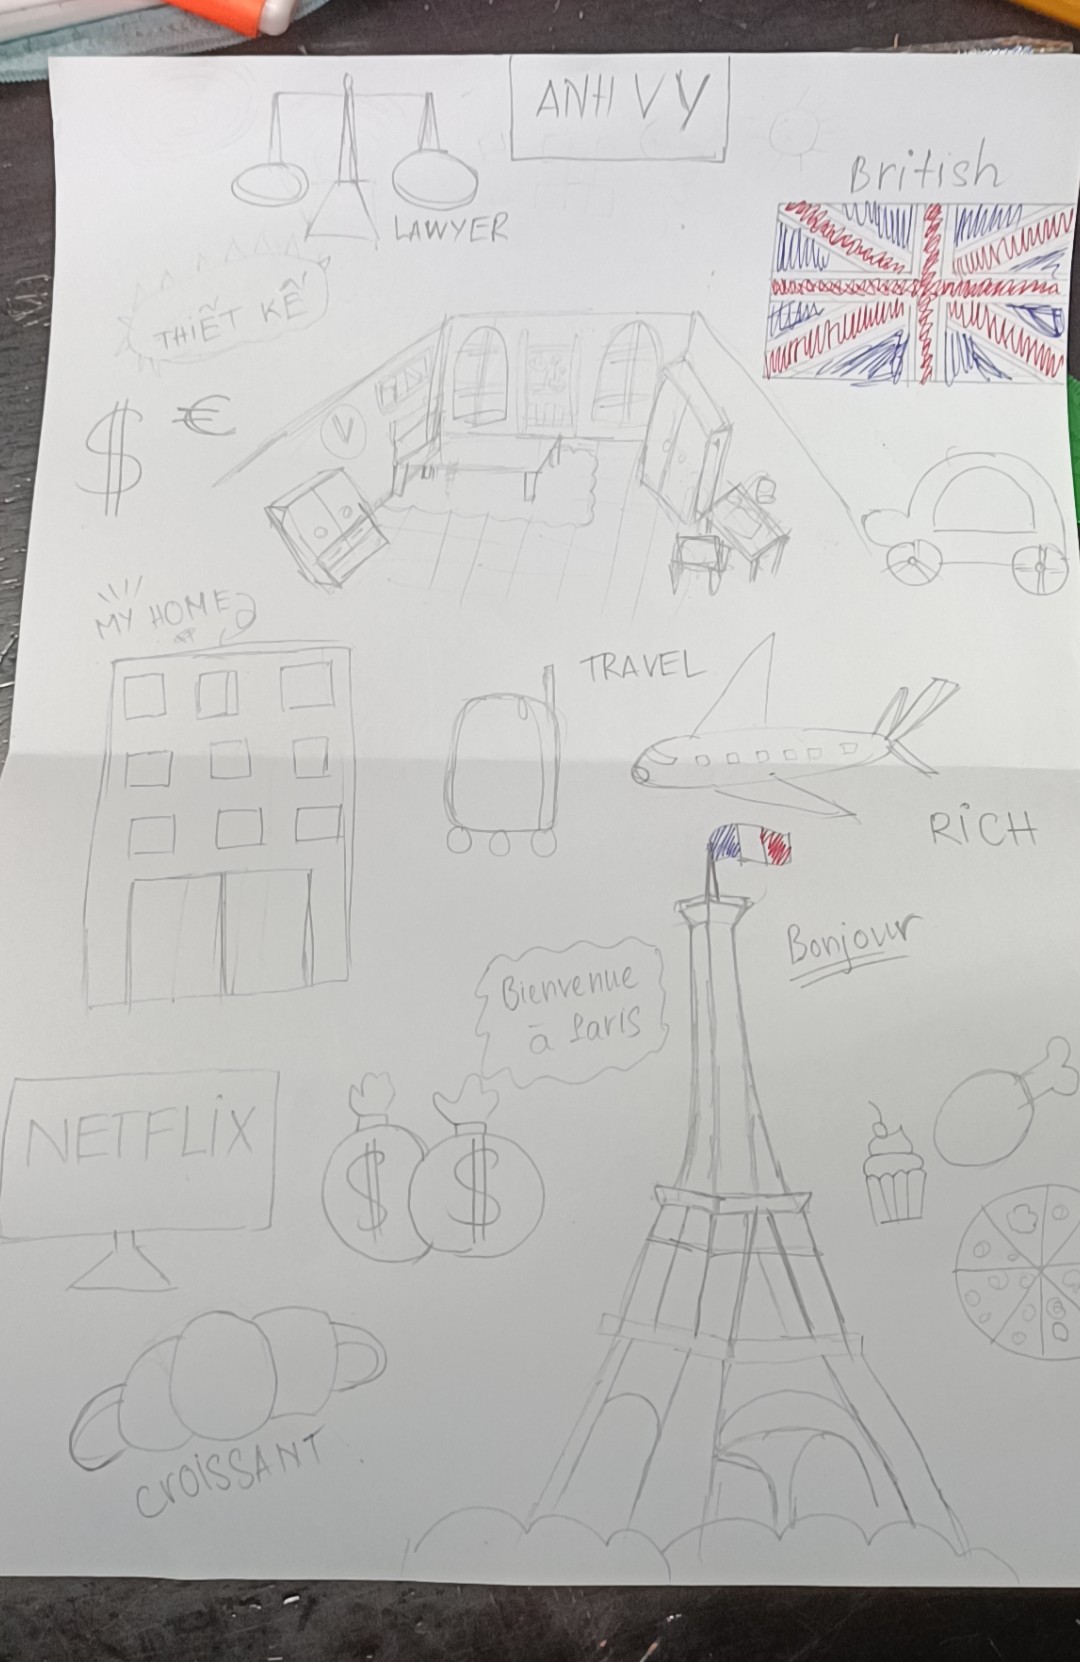 ANH VY
British
LAWYER
THIẾT KẾ
$ €
MY HOME
TRAVEL
RiCH
Bonjour
Bienvenue
à Paris
NETFLiX
$ $
CROiSSANT